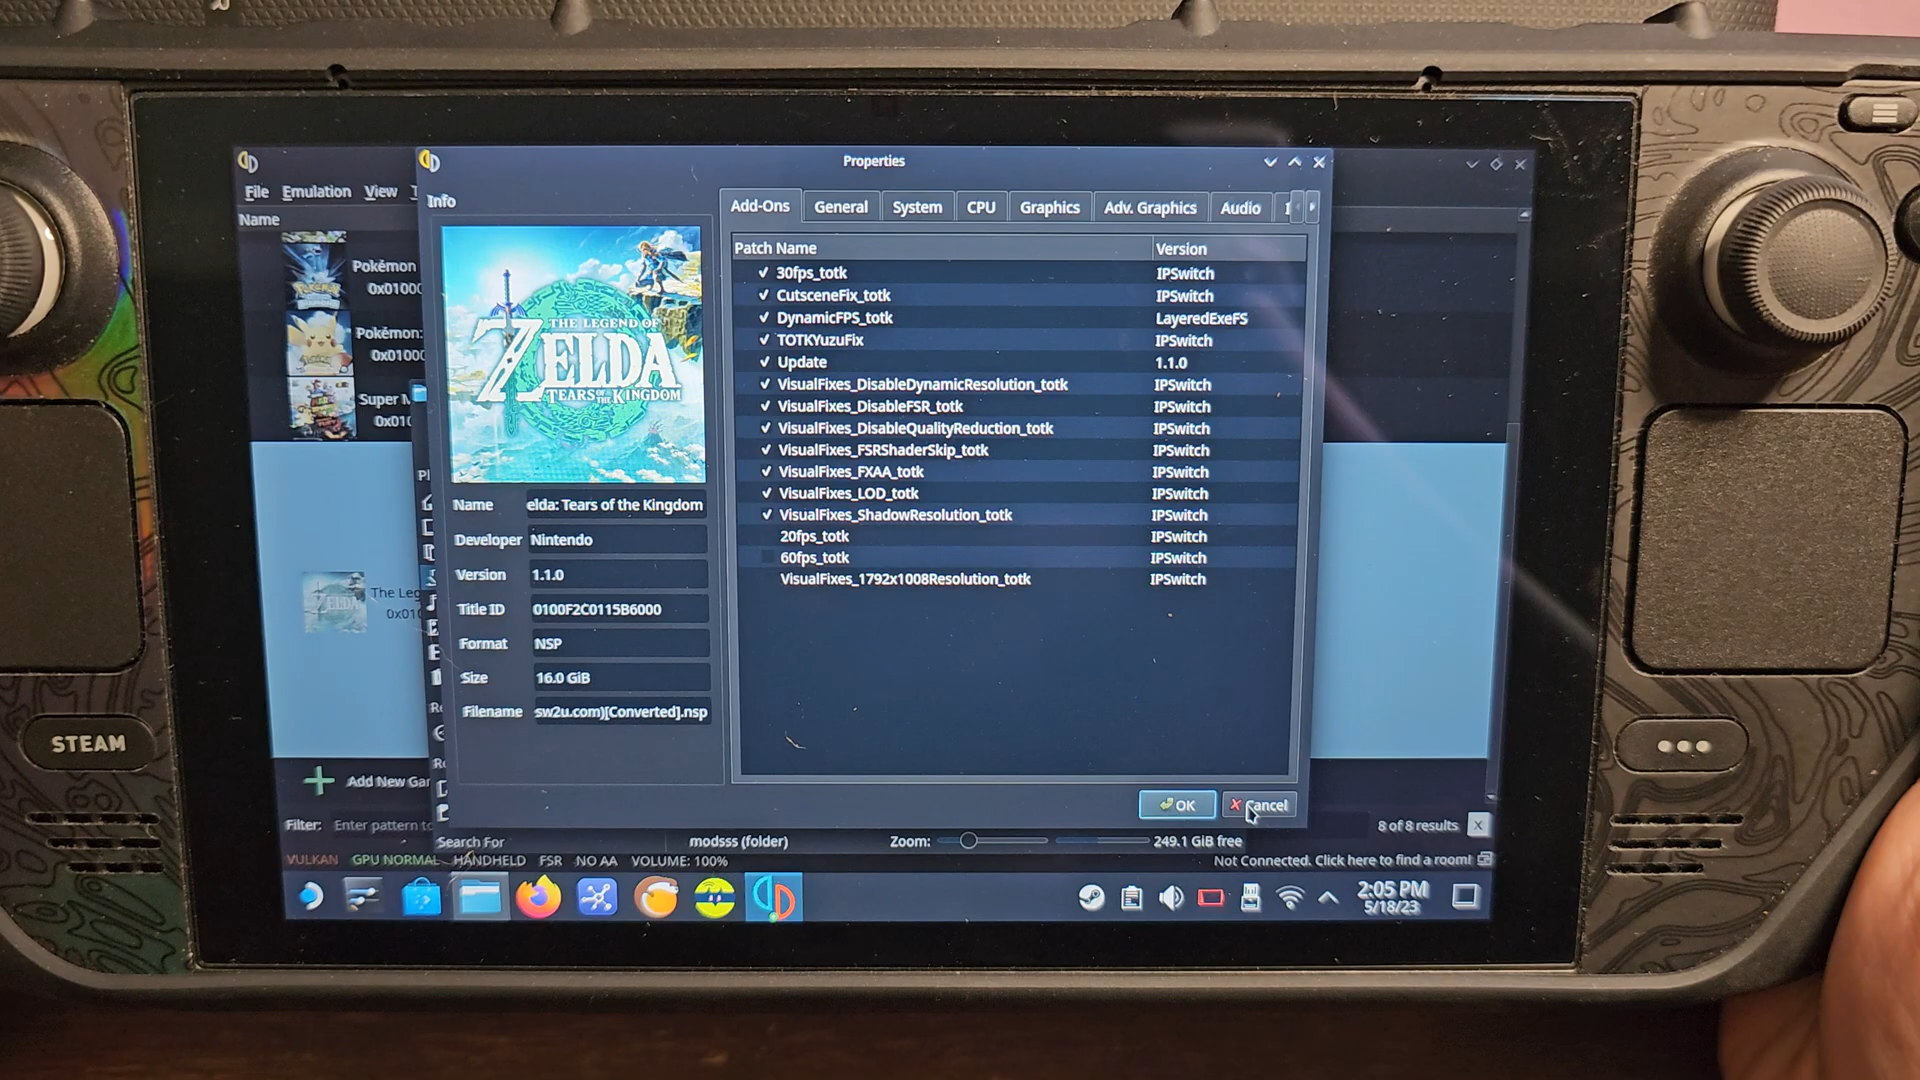 Properties
File Emulation View
Name
Pokémon
0x0100
Pokémon:
0x0100
Super M
0x010
The Leg
0x010
Add New Gar
Filter: Enter pattern to
Info
THE LEGEND OF
ZELDA
TEARS OF THE KINGDOM
Name elda: Tears of the Kingdom
Developer Nintendo
Version 1.1.0
Title ID 0100F2C0115B6000
Format NSP
Size 16.0 GiB
Filename sw2u.com)[Converted].nsp
Add-Ons General System CPU Graphics Adv. Graphics Audio
Patch Name Version
30fps_totk IPSwitch
CutsceneFix_totk IPSwitch
DynamicFPS_totk LayeredExeFS
TOTKYuzuFix IPSwitch
Update 1.1.0
VisualFixes_DisableDynamicResolution_totk IPSwitch
VisualFixes_DisableFSR_totk IPSwitch
VisualFixes_DisableQualityReduction_totk IPSwitch
VisualFixes_FSRShaderSkip_totk IPSwitch
VisualFixes_FXAA_totk IPSwitch
VisualFixes_LOD_totk IPSwitch
VisualFixes_ShadowResolution_totk IPSwitch
20fps_totk IPSwitch
60fps_totk IPSwitch
VisualFixes_1792x1008Resolution_totk IPSwitch
OK Cancel
8 of 8 results X
Search For modsss (folder) Zoom: 249.1 GiB free
VULKAN GPU NORMAL HANDHELD FSR NO AA VOLUME: 100% Not Connected. Click here to find a room!
2:05 PM
5/18/23
STEAM